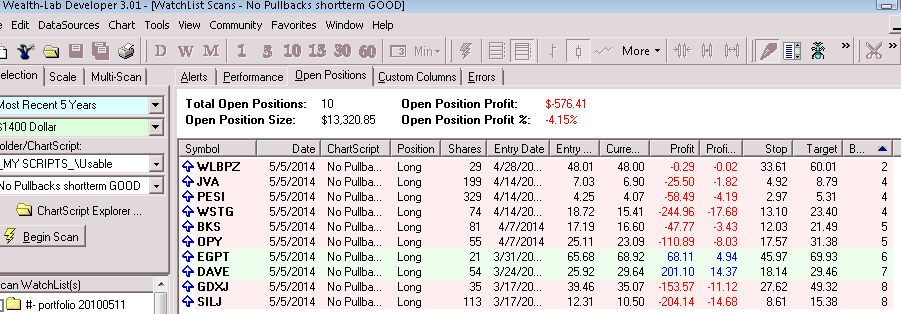 Wealth-Lab Developer 3.01 - [WatchList Scans - No Pullbacks shortterm GOOD]
Edit DataSources Chart Tools View Community Favorites Window Help
D W M 1 5 10 15 30 60 Min More » »
election Scale Multi-Scan Alerts Performance Open Positions Custom Columns Errors
Most Recent 5 Years
$1400 Dollar
older/ChartScript:
_MY SCRIPTS_\Usable
No Pullbacks shortterm GOOD
ChartScript Explorer ...
Begin Scan
can WatchList(s)
#- portfolio 20100511
Total Open Positions: 10 Open Position Profit: $-576.41
Open Position Size: $13,320.85 Open Position Profit %: -4.15%
Symbol Date ChartScript Position Shares Entry Date Entry ... Curre... Profit Profi... Stop Target B...
WLBPZ 5/5/2014 No Pullba... Long 29 4/28/20... 48.01 48.00 -0.29 -0.02 33.61 60.01 2
JVA 5/5/2014 No Pullba... Long 199 4/14/20... 7.03 6.90 -25.50 -1.82 4.92 8.79 4
PESI 5/5/2014 No Pullba... Long 329 4/14/20... 4.25 4.07 -58.49 -4.19 2.97 5.31 4
WSTG 5/5/2014 No Pullba... Long 74 4/14/20... 18.72 15.41 -244.96 -17.68 13.10 23.40 4
BKS 5/5/2014 No Pullba... Long 81 4/7/2014 17.19 16.60 -47.77 -3.43 12.03 21.49 5
OPY 5/5/2014 No Pullba... Long 55 4/7/2014 25.11 23.09 -110.89 -8.03 17.57 31.38 5
EGPT 5/5/2014 No Pullba... Long 21 3/31/20... 65.68 68.92 68.11 4.94 45.97 69.93 6
DAVE 5/5/2014 No Pullba... Long 54 3/24/20... 25.92 29.64 201.10 14.37 18.14 29.46 7
GDXJ 5/5/2014 No Pullba... Long 35 3/17/20... 39.46 35.07 -153.57 -11.12 27.62 49.32 8
SILJ 5/5/2014 No Pullba... Long 113 3/17/20... 12.31 10.50 -204.14 -14.68 8.61 15.38 8